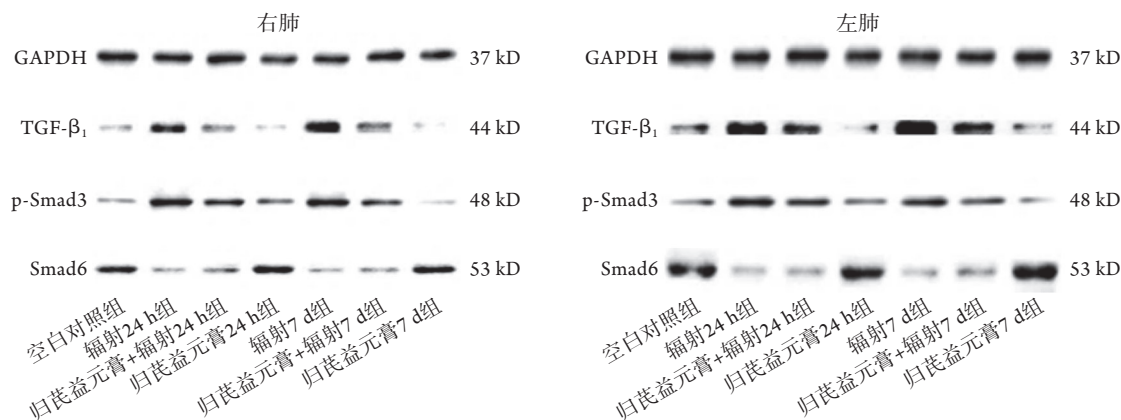 右肺
GAPDH 37 kD
TGF-β₁ 44 kD
p-Smad3 48 kD
Smad6 53 kD
空白对照组
辐射24 h组
归芪益元膏+辐射24 h组
归芪益元膏24 h组
辐射7 d组
归芪益元膏+辐射7 d组
归芪益元膏7 d组
左肺
GAPDH 37 kD
TGF-β₁ 44 kD
p-Smad3 48 kD
Smad6 53 kD
空白对照组
辐射24 h组
归芪益元膏+辐射24 h组
归芪益元膏24 h组
辐射7 d组
归芪益元膏+辐射7 d组
归芪益元膏7 d组